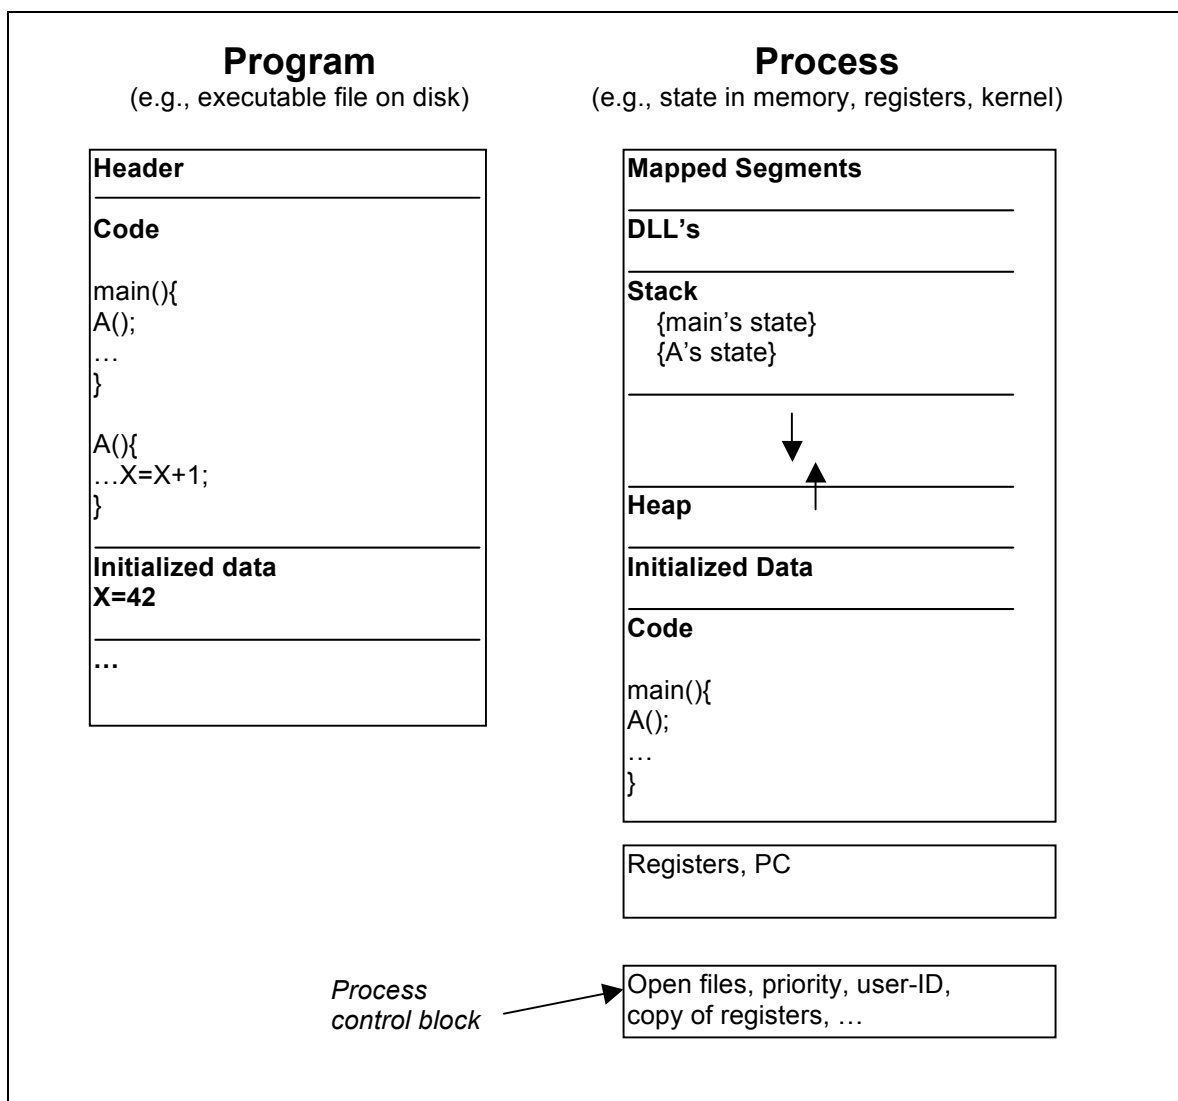 Program
(e.g., executable file on disk)
Header
Code
main(){
A();
…
}
A(){
…X=X+1;
}
Initialized data
X=42
…
Process
(e.g., state in memory, registers, kernel)
Mapped Segments
DLL's
Stack
{main’s state}
{A’s state}
Heap
Initialized Data
Code
main(){
A();
…
}
Registers, PC
Process
control block
Open files, priority, user-ID,
copy of registers, …